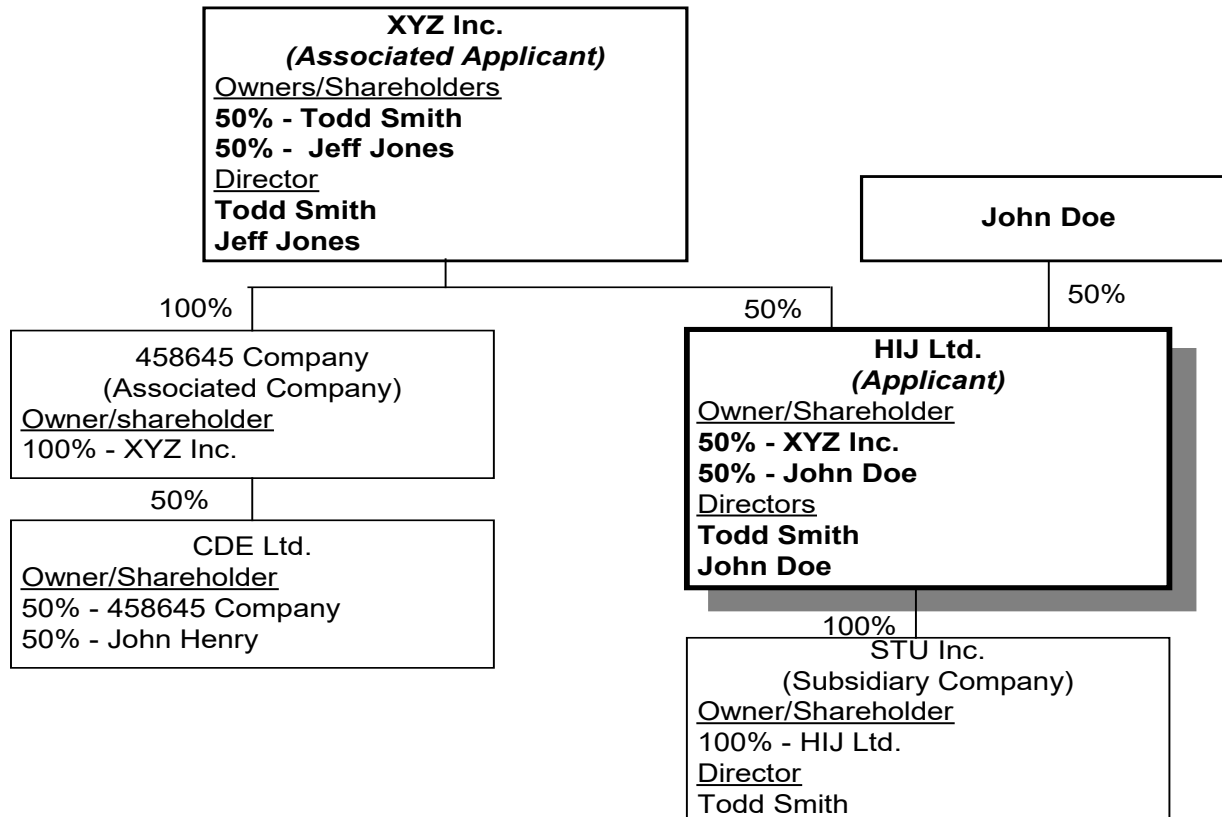 XYZ Inc.
(Associated Applicant)
Owners/Shareholders
50% - Todd Smith
50% -  Jeff Jones
Director
Todd Smith
Jeff Jones
John Doe
100%
50%
50%
458645 Company
(Associated Company)
Owner/shareholder
100% - XYZ Inc.
HIJ Ltd.
(Applicant)
Owner/Shareholder
50% - XYZ Inc.
50% - John Doe
Directors
Todd Smith
John Doe
50%
CDE Ltd.
Owner/Shareholder
50% - 458645 Company
50% - John Henry
100%
STU Inc.
(Subsidiary Company)
Owner/Shareholder
100% - HIJ Ltd.
Director
Todd Smith